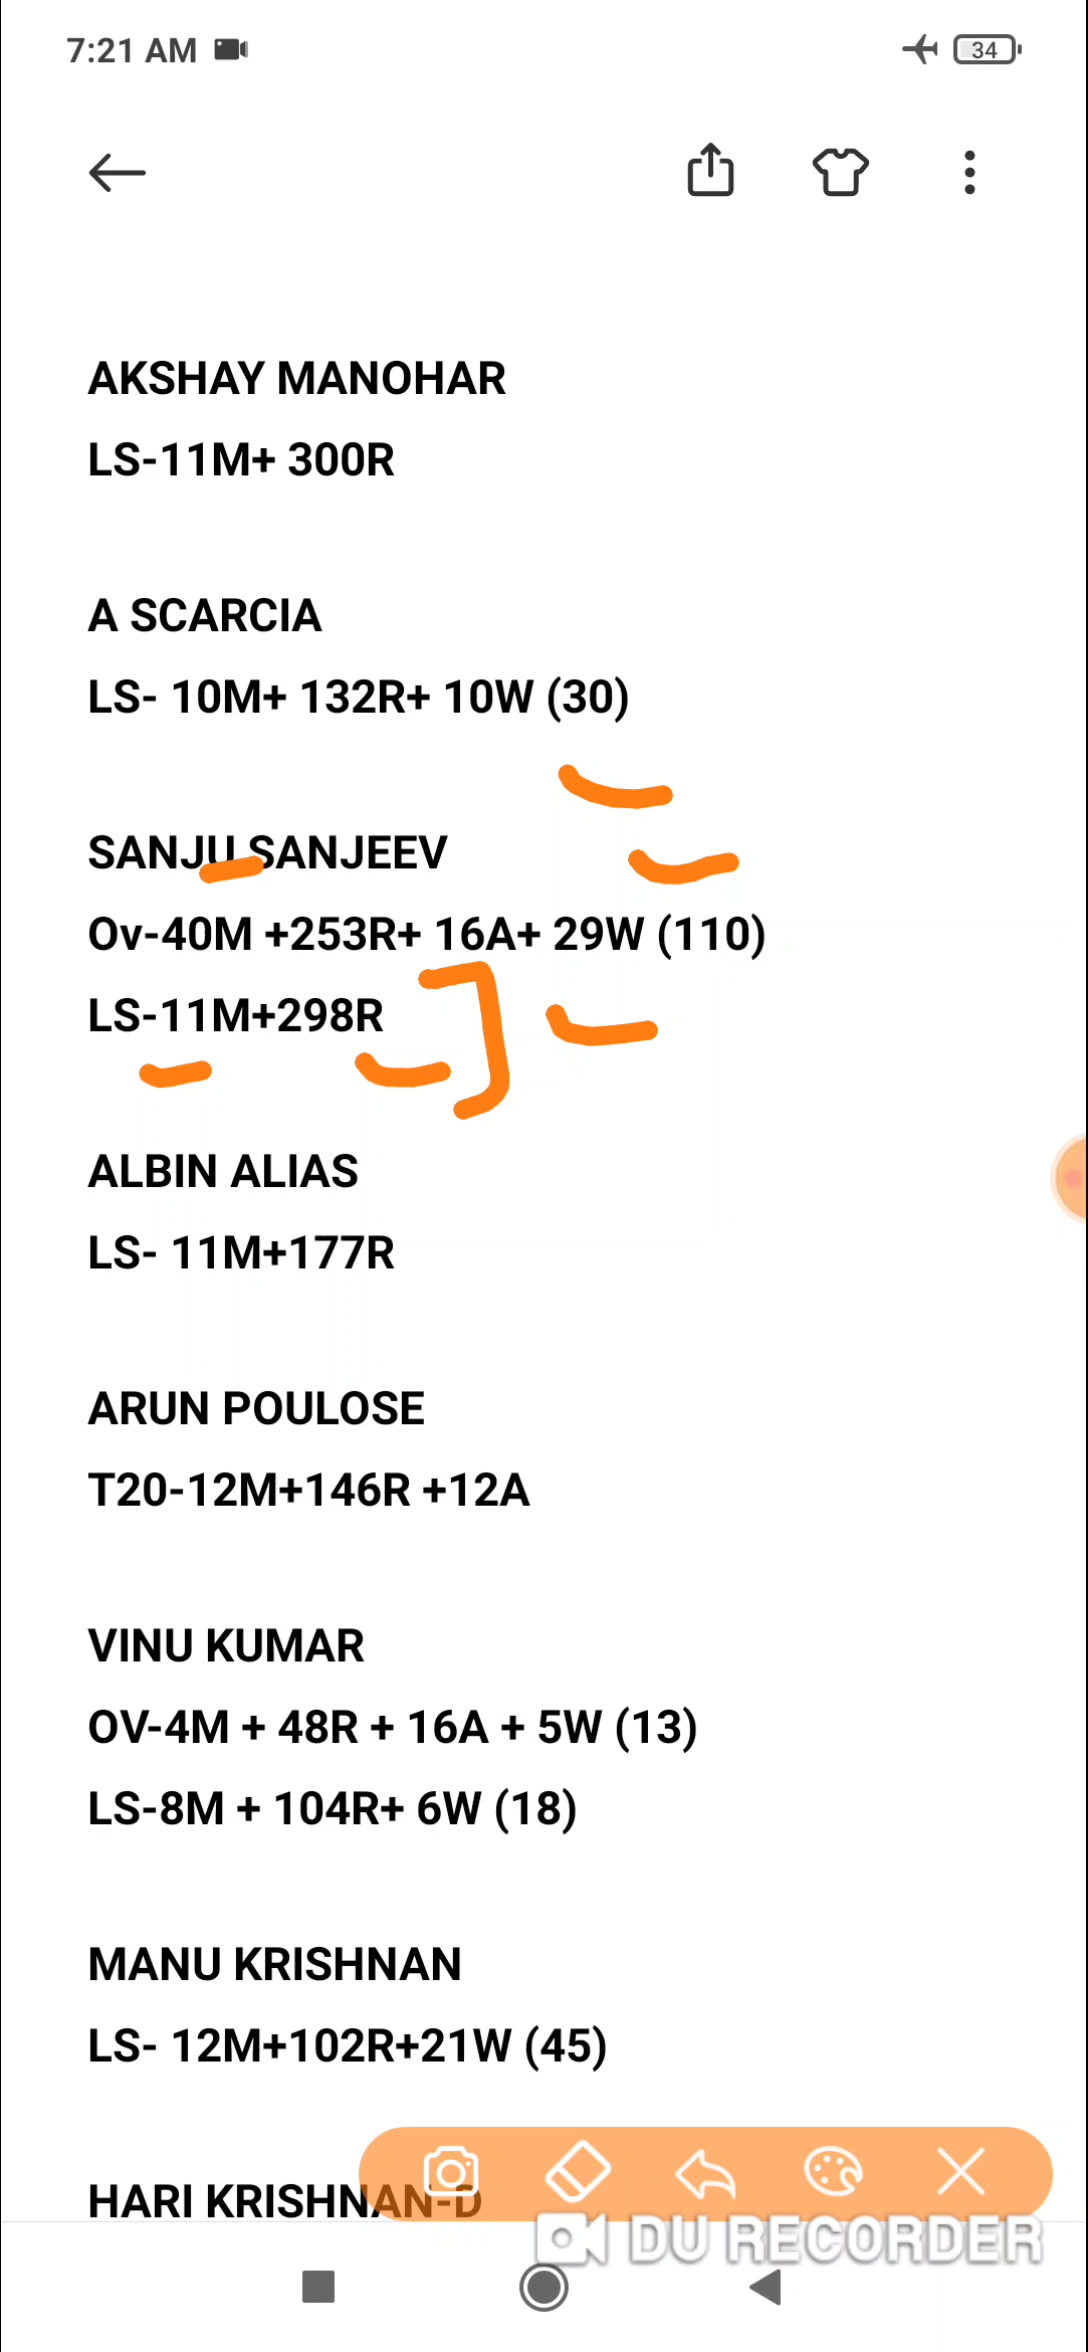 7:21 AM
34
AKSHAY MANOHAR
LS-11M+ 300R
A SCARCIA
LS- 10M+ 132R+ 10W (30)
SANJU SANJEEV
Ov-40M +253R+ 16A+ 29W (110)
LS-11M+298R
ALBIN ALIAS
LS- 11M+177R
ARUN POULOSE
T20-12M+146R +12A
VINU KUMAR
OV-4M + 48R + 16A + 5W (13)
LS-8M + 104R+ 6W (18)
MANU KRISHNAN
LS- 12M+102R+21W (45)
HARI KRISHNAN-D
DU RECORDER